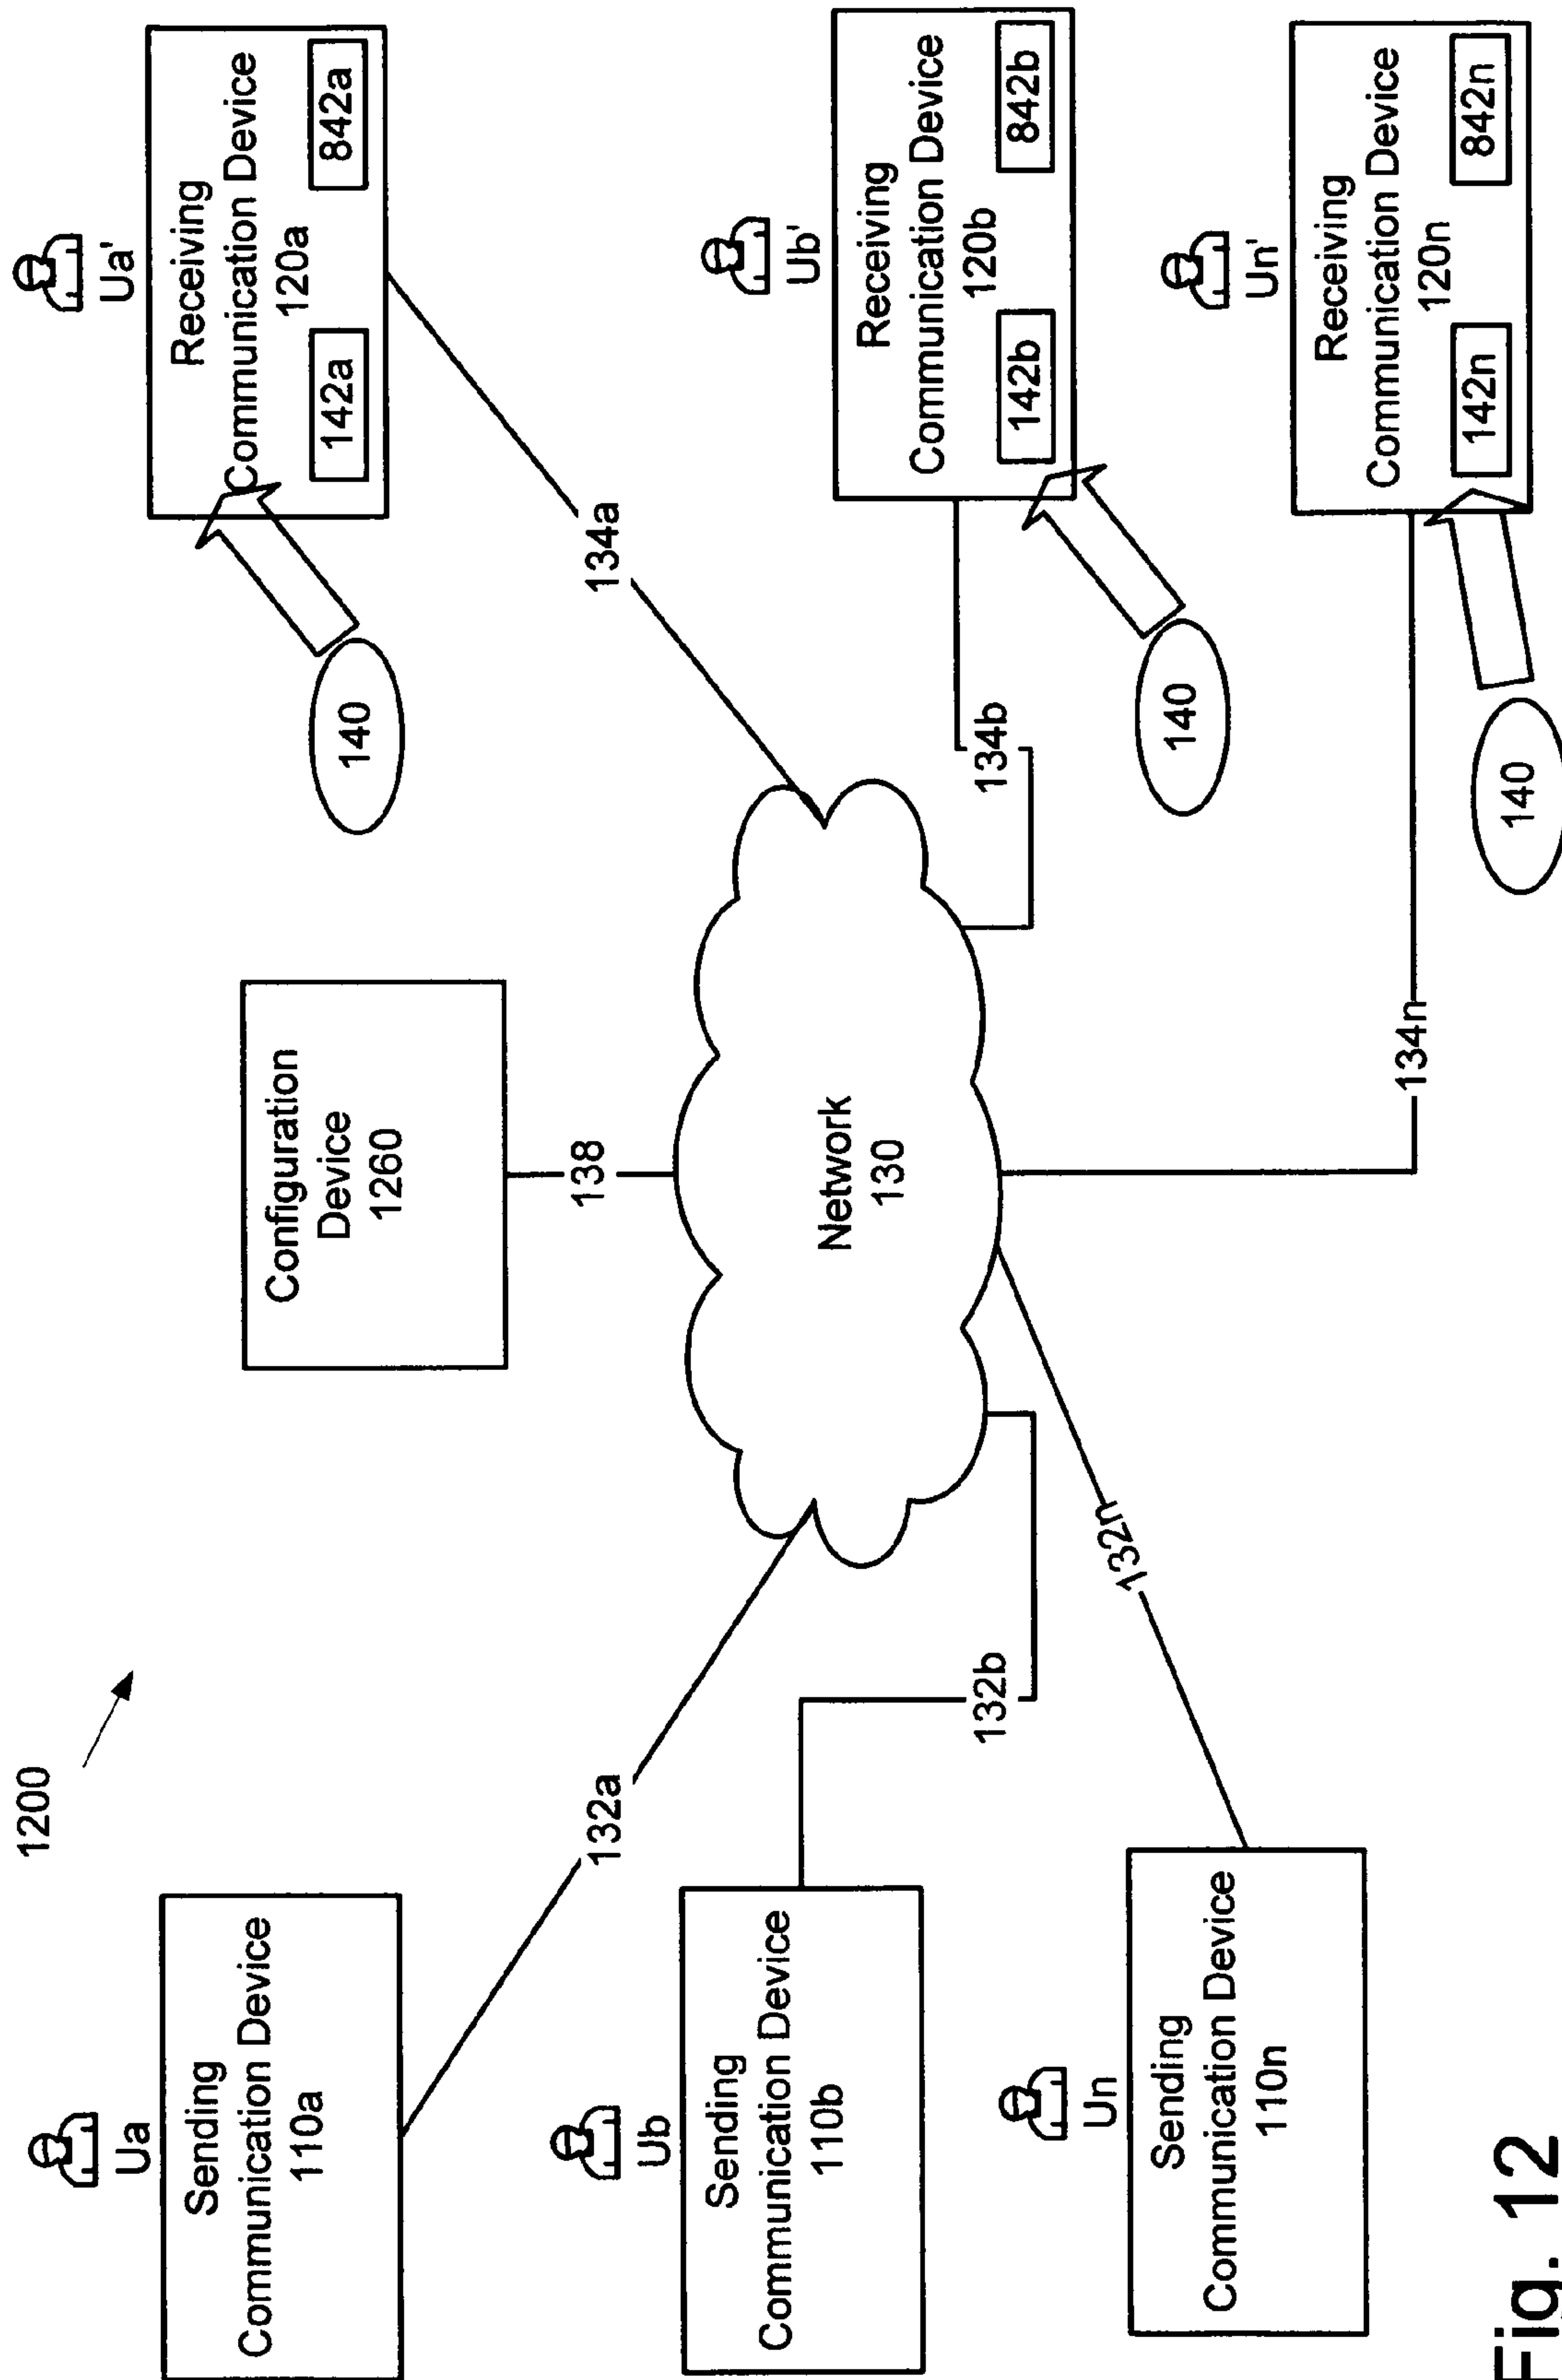 1200
Ua
Sending
Communication Device
110a
132a
Ub
Sending
Communication Device
110b
132b
Un
Sending
Communication Device
110n
132n
Configuration
Device
1260
138
Network
130
Ua'
Receiving
Communication Device
120a
142a
842a
134a
140
Ub'
Receiving
Communication Device
120b
142b
842b
134b
140
Un'
Receiving
Communication Device
120n
142n
842n
134n
140
Fig. 12